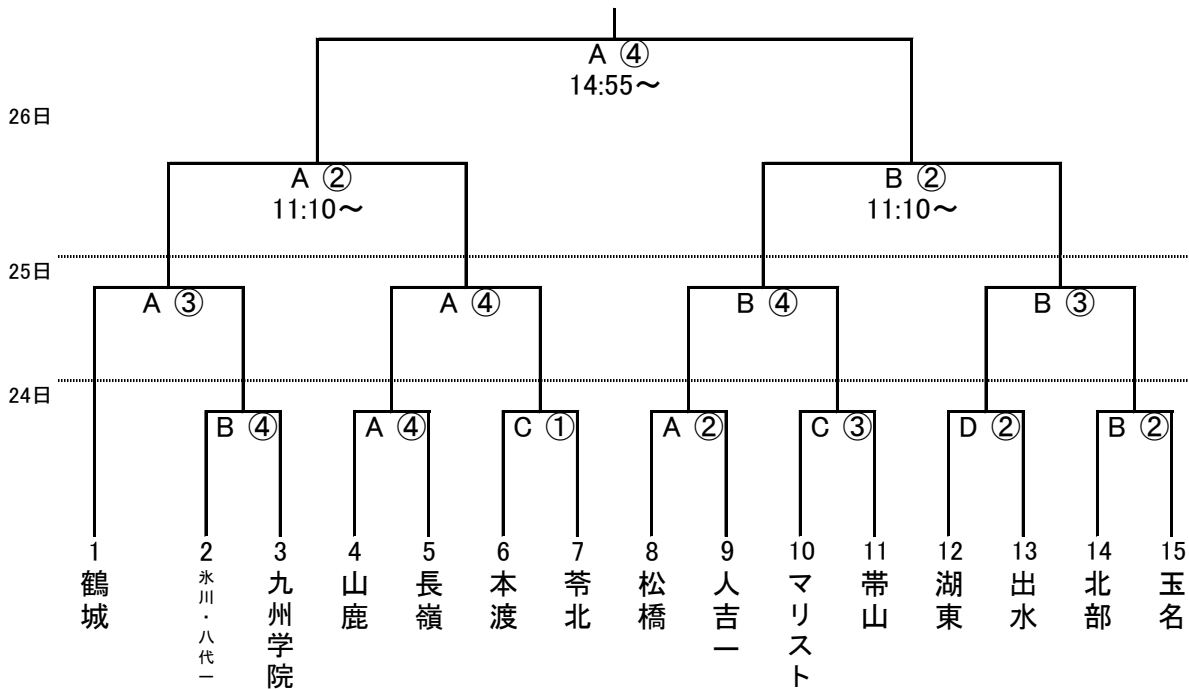 A ④
14:55～
26日
A ②
11:10～
B ②
11:10～
25日
A ③
A ④
B ④
B ③
24日
B ④
A ④
C ①
A ②
C ③
D ②
B ②
1
2
3
4
5
6
7
8
9
10
11
12
13
14
15
鶴城
氷川・八代一
九州学院
山鹿
長嶺
本渡
苓北
松橋
人吉一
マリスト
帯山
湖東
出水
北部
玉名